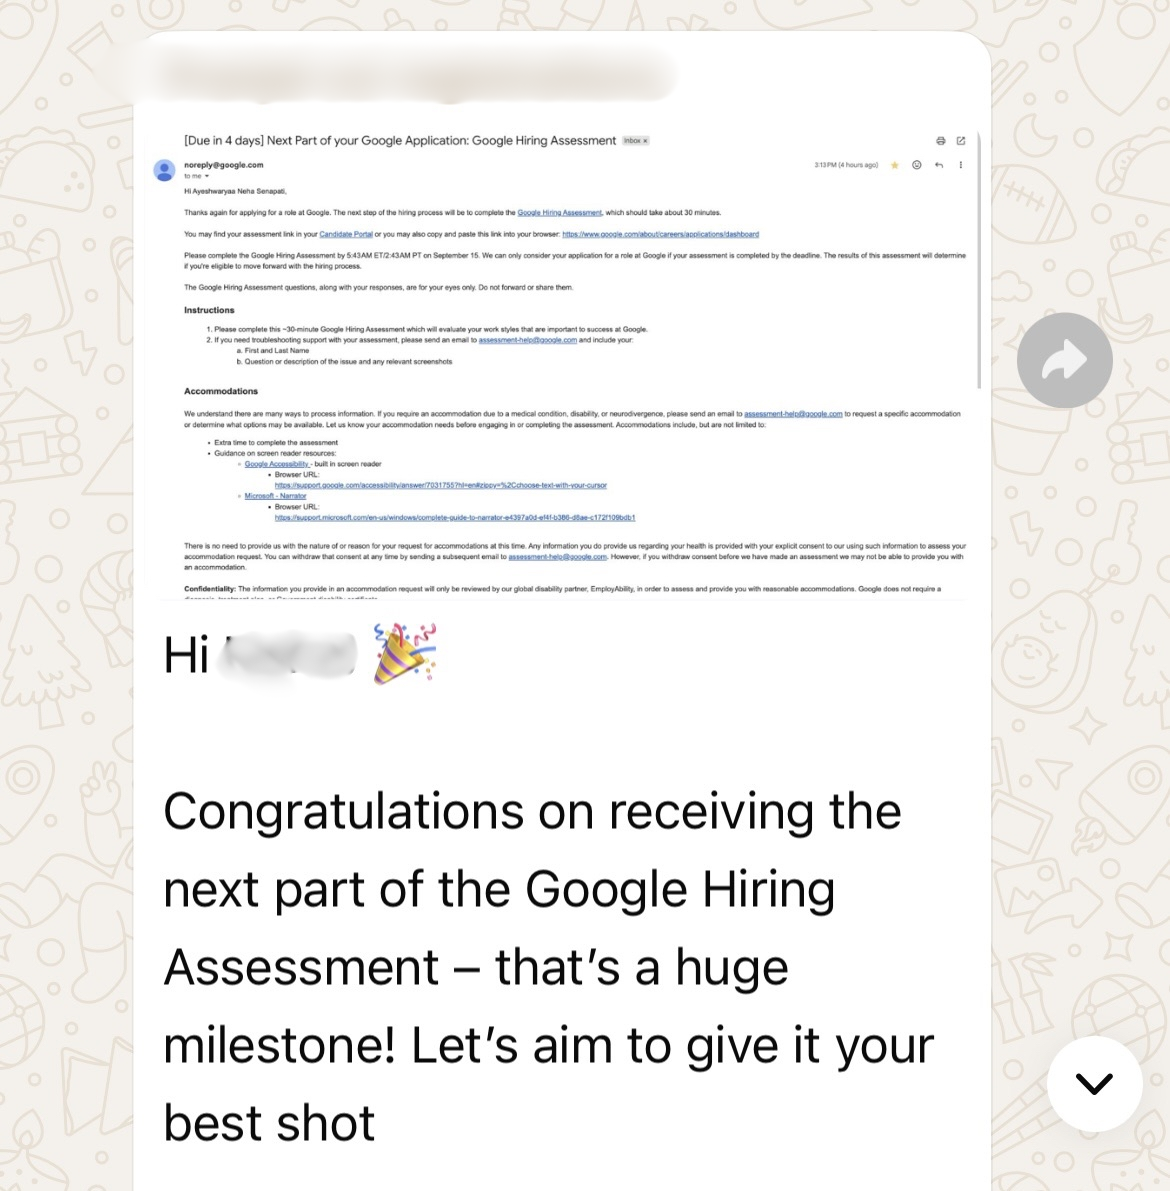 [Due in 4 days] Next Part of your Google Application: Google Hiring Assessment Inbox x
noreply@google.com
3:13 PM (4 hours ago)
to me
Hi Ayeshwaryaa Neha Senapati,
Thanks again for applying for a role at Google. The next step of the hiring process will be to complete the Google Hiring Assessment, which should take about 30 minutes.
You may find your assessment link in your Candidate Portal or you may also copy and paste this link into your browser: https://www.google.com/about/careers/applications/dashboard
Please complete the Google Hiring Assessment by 5:43AM ET/2:43AM PT on September 15. We can only consider your application for a role at Google if your assessment is completed by the deadline. The results of this assessment will determine
if you're eligible to move forward with the hiring process.
The Google Hiring Assessment questions, along with your responses, are for your eyes only. Do not forward or share them.
Instructions
1. Please complete this ~30-minute Google Hiring Assessment which will evaluate your work styles that are important to success at Google.
2. If you need troubleshooting support with your assessment, please send an email to assessment-help@google.com and include your:
a. First and Last Name
b. Question or description of the issue and any relevant screenshots
Accommodations
We understand there are many ways to process information. If you require an accommodation due to a medical condition, disability, or neurodivergence, please send an email to assessment-help@google.com to request a specific accommodation
or determine what options may be available. Let us know your accommodation needs before engaging in or completing the assessment. Accommodations include, but are not limited to:
• Extra time to complete the assessment
• Guidance on screen reader resources:
◦ Google Accessibility - built in screen reader
▪ Browser URL:
https://support.google.com/accessibility/answer/7031755?hl=en#zippy=%2Cchoose-text-with-your-cursor
◦ Microsoft - Narrator
▪ Browser URL:
https://support.microsoft.com/en-us/windows/complete-guide-to-narrator-e4397a0d-ef4f-b386-d8ae-c172f109bdb1
There is no need to provide us with the nature of or reason for your request for accommodations at this time. Any information you do provide us regarding your health is provided with your explicit consent to our using such information to assess your
accommodation request. You can withdraw that consent at any time by sending a subsequent email to assessment-help@google.com. However, if you withdraw consent before we have made an assessment we may not be able to provide you with
an accommodation.
Confidentiality: The information you provide in an accommodation request will only be reviewed by our global disability partner, EmployAbility, in order to assess and provide you with reasonable accommodations. Google does not require a
Hi 🎉
Congratulations on receiving the
next part of the Google Hiring
Assessment – that's a huge
milestone! Let's aim to give it your
best shot